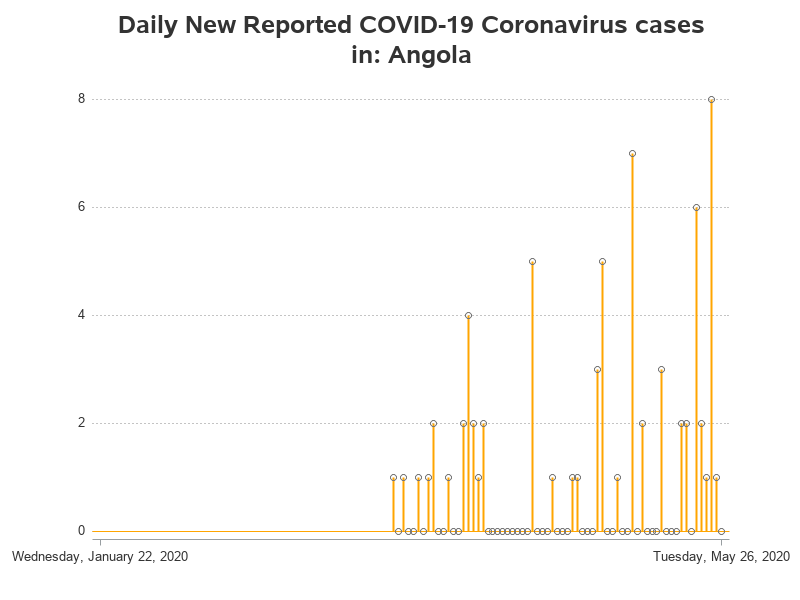 Daily New Reported COVID-19 Coronavirus cases
in: Angola
8
6
4
2
0
Wednesday, January 22, 2020
Tuesday, May 26, 2020